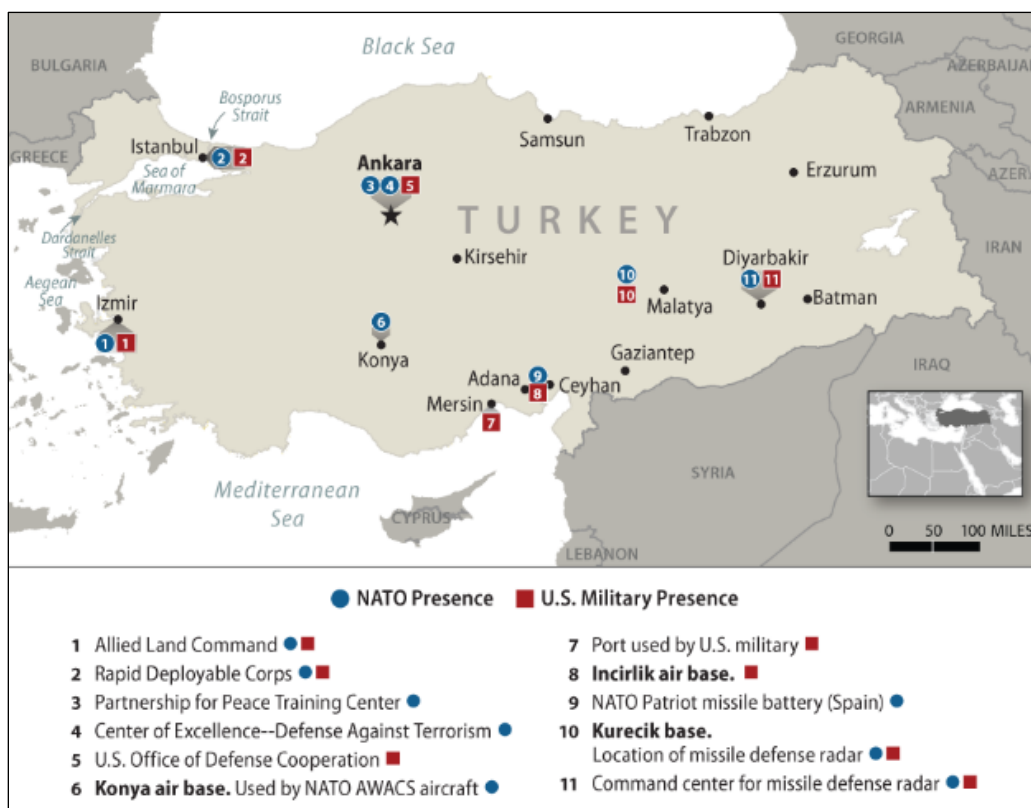 Black Sea
BULGARIA
GEORGIA
AZERBAIJAN
ARMENIA
Bosporus
Strait
Istanbul
2 2
GREECE
Sea of
Marmara
Samsun
Trabzon
Ankara
3 4 5
Erzurum
AZERB
TURKEY
Dardanelles
Strait
Kirsehir
IRAN
Aegean
Sea
Izmir
1 1
10
10
Malatya
Diyarbakir
11 11
Batman
6
Konya
Gaziantep
Adana
9
8
Ceyhan
Mersin
7
IRAQ
SYRIA
Mediterranean
Sea
CYPRUS
LEBANON
0 50 100 MILES
NATO Presence U.S. Military Presence
1 Allied Land Command
2 Rapid Deployable Corps
3 Partnership for Peace Training Center
4 Center of Excellence--Defense Against Terrorism
5 U.S. Office of Defense Cooperation
6 Konya air base. Used by NATO AWACS aircraft
7 Port used by U.S. military
8 Incirlik air base.
9 NATO Patriot missile battery (Spain)
10 Kurecik base.
Location of missile defense radar
11 Command center for missile defense radar